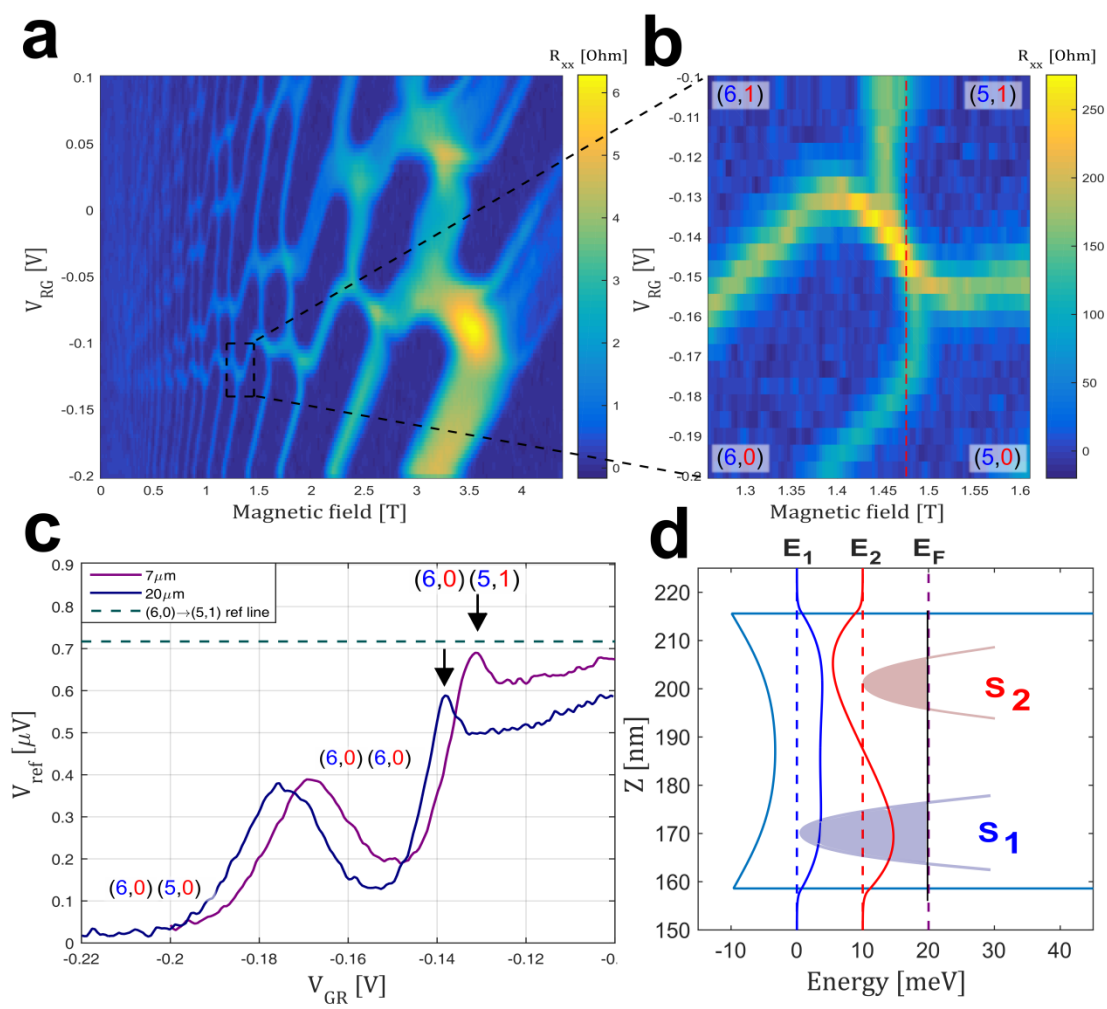 a
R_xx [Ohm]
0.1
0.05
0
-0.05
-0.1
-0.15
-0.2
V_RG [V]
0 0.5 1 1.5 2 2.5 3 3.5 4
Magnetic field [T]
6
5
4
3
2
1
0
b
R_xx [Ohm]
(6,1) (5,1)
(6,0) (5,0)
-0.1
-0.11
-0.12
-0.13
-0.14
-0.15
-0.16
-0.17
-0.18
-0.19
-0.2
V_RG [V]
1.3 1.35 1.4 1.45 1.5 1.55 1.6
Magnetic field [T]
250
200
150
100
50
0
c
7μm
20μm
(6,0)→(5,1) ref line
(6,0) (5,1)
(6,0) (6,0)
(6,0) (5,0)
0.9
0.8
0.7
0.6
0.5
0.4
0.3
0.2
0.1
0
V_ref [μV]
-0.22 -0.2 -0.18 -0.16 -0.14 -0.12 -0.
V_GR [V]
d
E_1 E_2 E_F
220
210
200
190
180
170
160
150
Z [nm]
S_2
S_1
-10 0 10 20 30 40
Energy [meV]